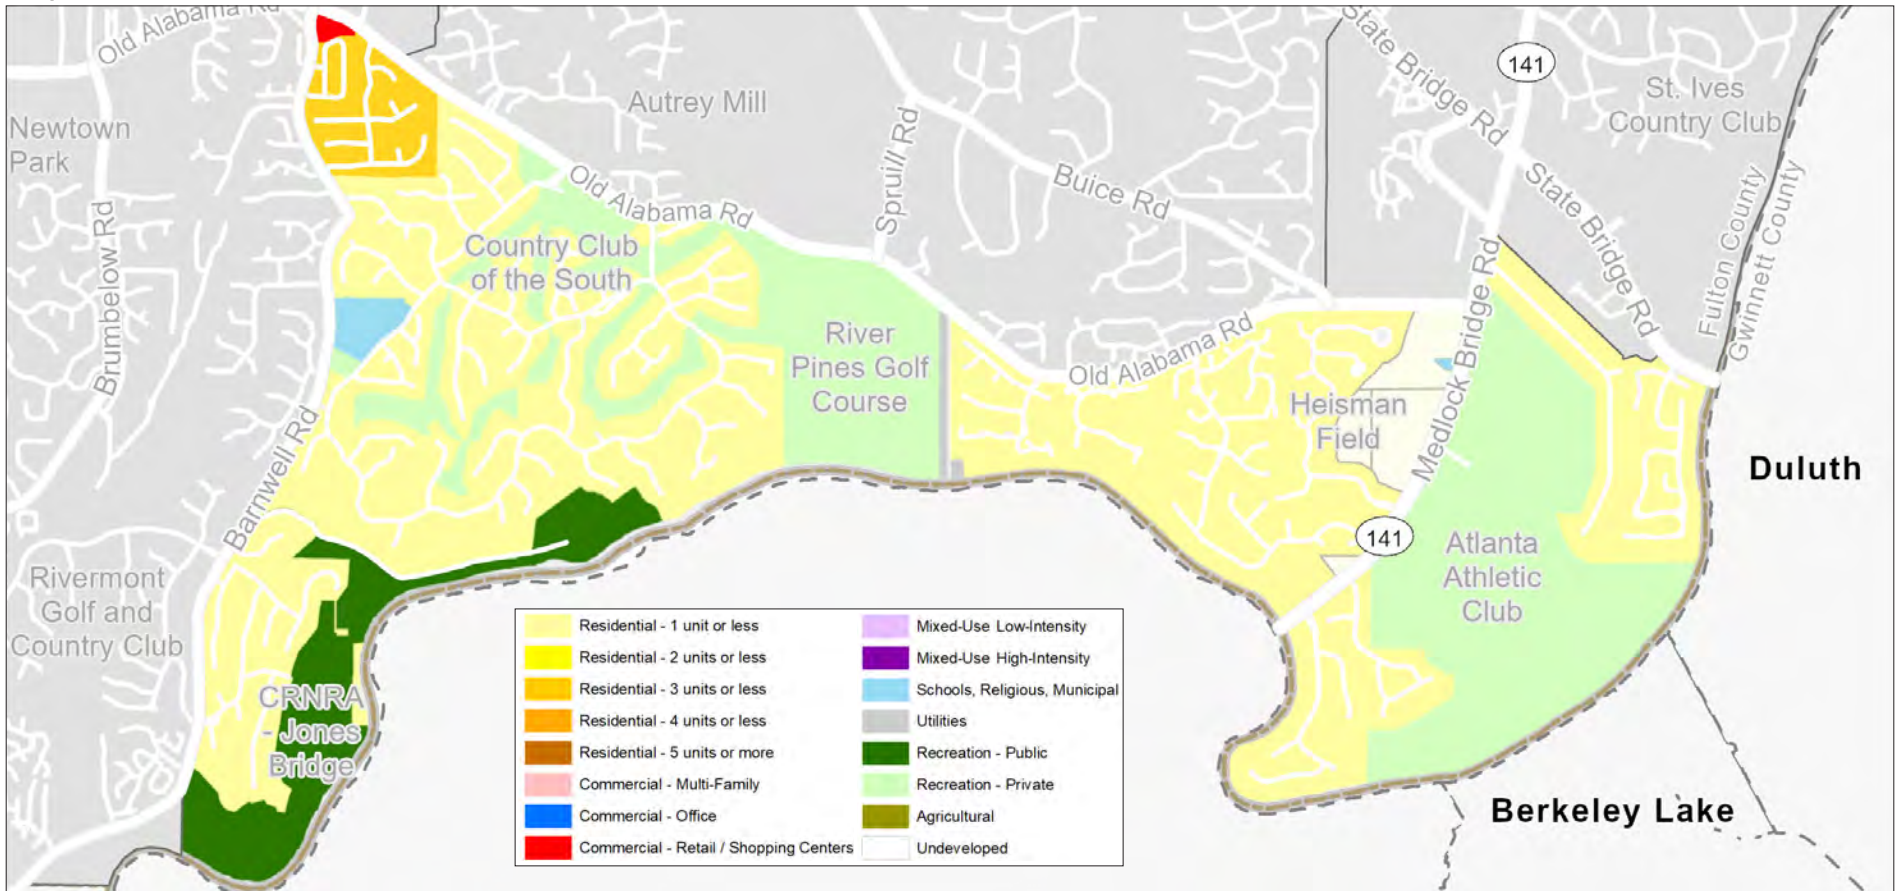 Old Alabama Rd
Newtown
Park
Brumbelow Rd
Autrey Mill
Spruill Rd
Buice Rd
State Bridge Rd
141
St. Ives
Country Club
State Bridge Rd
Fulton County
Gwinnett County
Old Alabama Rd
Country Club
of the South
River
Pines Golf
Course
Old Alabama Rd
Heisman
Field
Medlock Bridge Rd
Barnwell Rd
141
Atlanta
Athletic
Club
Duluth
Rivermont
Golf and
Country Club
CRNRA
- Jones
Bridge
Berkeley Lake
Residential - 1 unit or less
Residential - 2 units or less
Residential - 3 units or less
Residential - 4 units or less
Residential - 5 units or more
Commercial - Multi-Family
Commercial - Office
Commercial - Retail / Shopping Centers
Mixed-Use Low-Intensity
Mixed-Use High-Intensity
Schools, Religious, Municipal
Utilities
Recreation - Public
Recreation - Private
Agricultural
Undeveloped